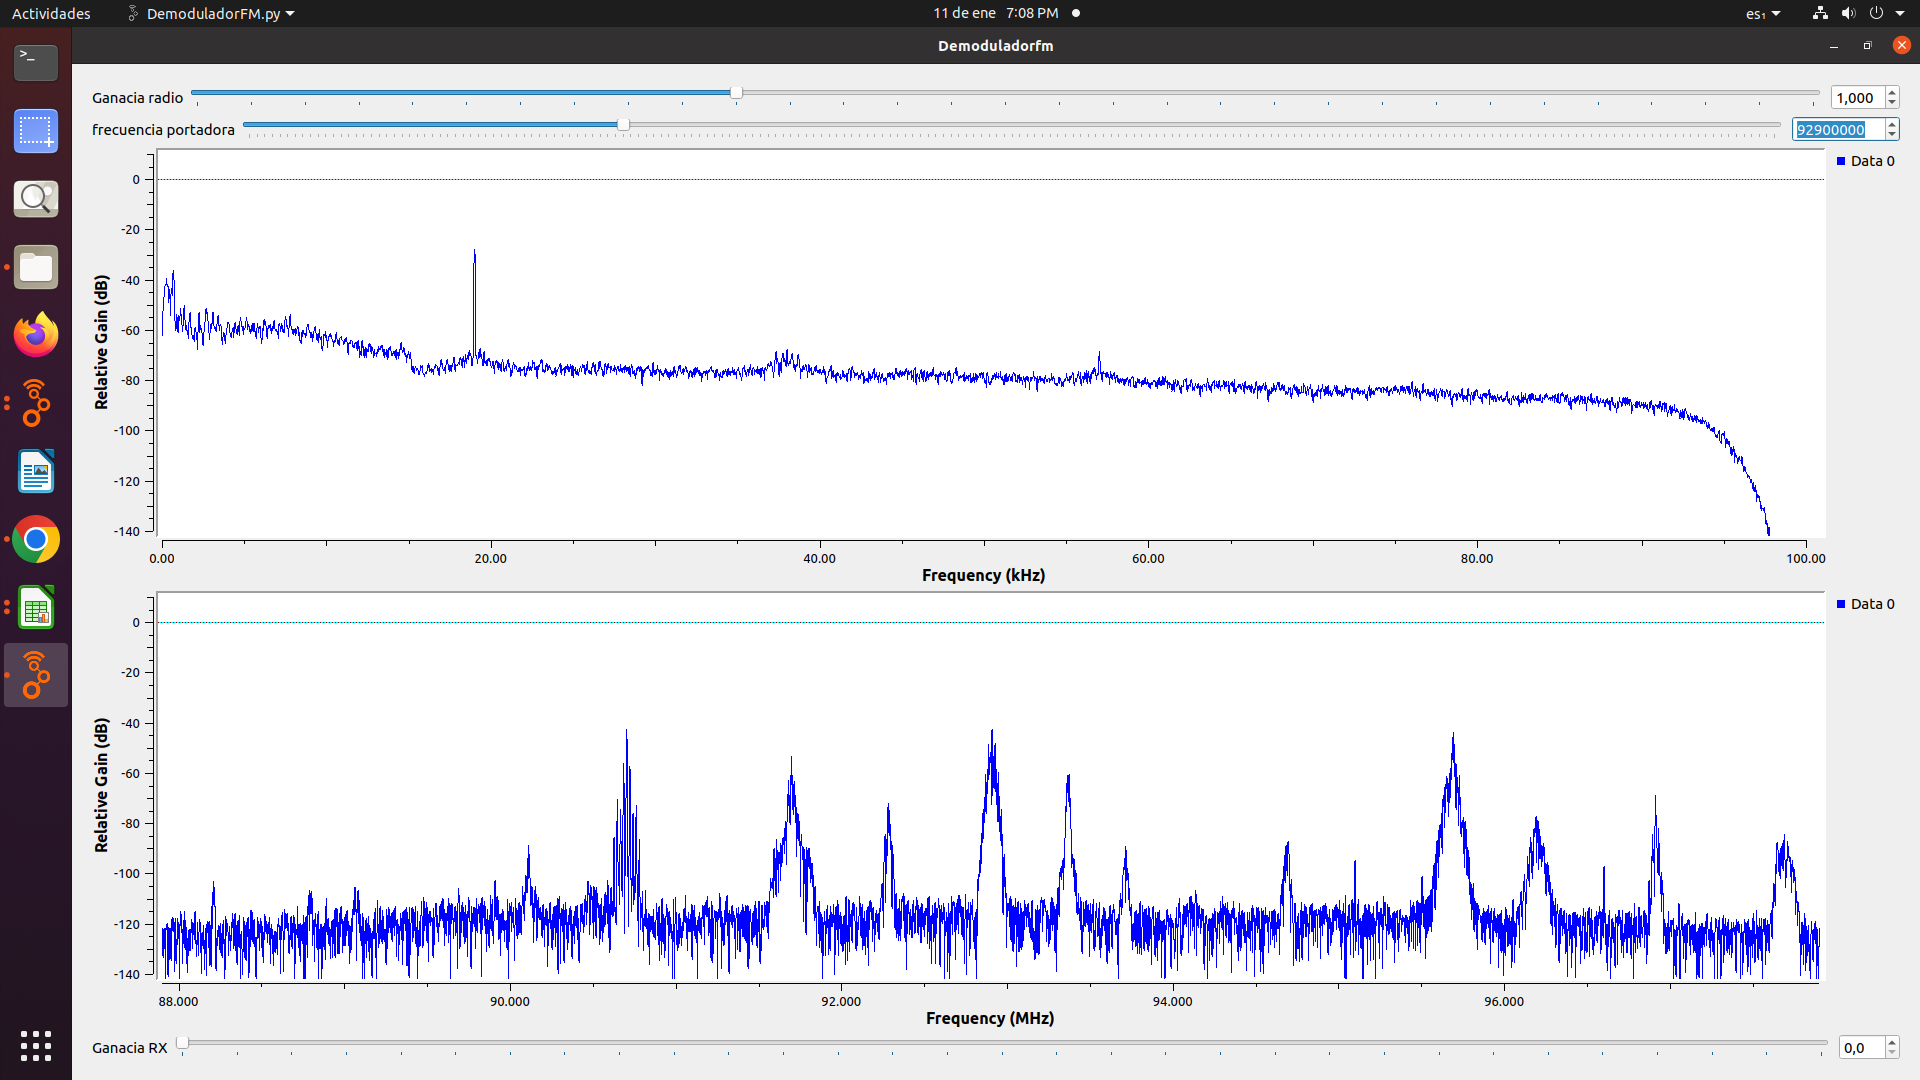 Actividades DemoduladorFM.py 11 de ene 7:08 PM es₁
Demoduladorfm
>_
Ganacia radio 1,000
frecuencia portadora 92900000
Data 0
Relative Gain (dB)
0
-20
-40
-60
-80
-100
-120
-140
0.00 20.00 40.00 60.00 80.00 100.00
Frequency (kHz)
Data 0
Relative Gain (dB)
0
-20
-40
-60
-80
-100
-120
-140
88.000 90.000 92.000 94.000 96.000
Frequency (MHz)
Ganacia RX 0,0